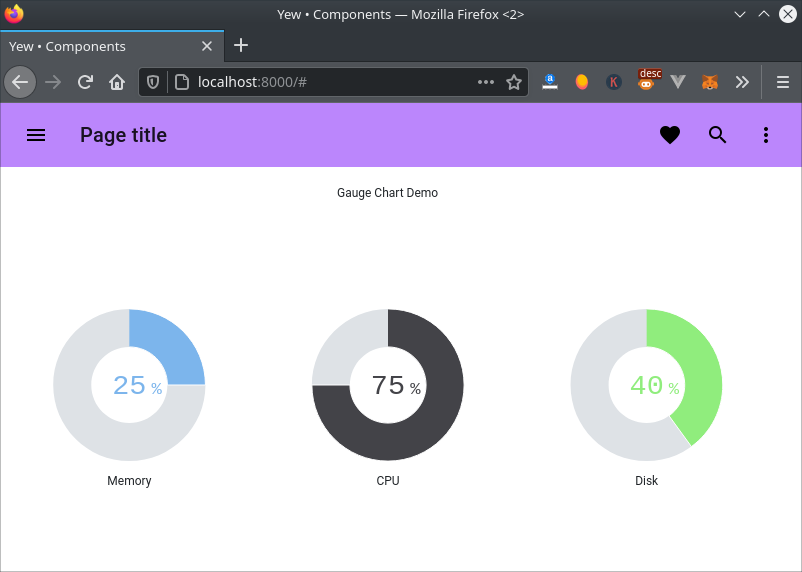 Yew • Components — Mozilla Firefox <2>
Yew • Components
localhost:8000/#
a
K
desc
Page title
Gauge Chart Demo
25 %
75 %
40 %
Memory
CPU
Disk